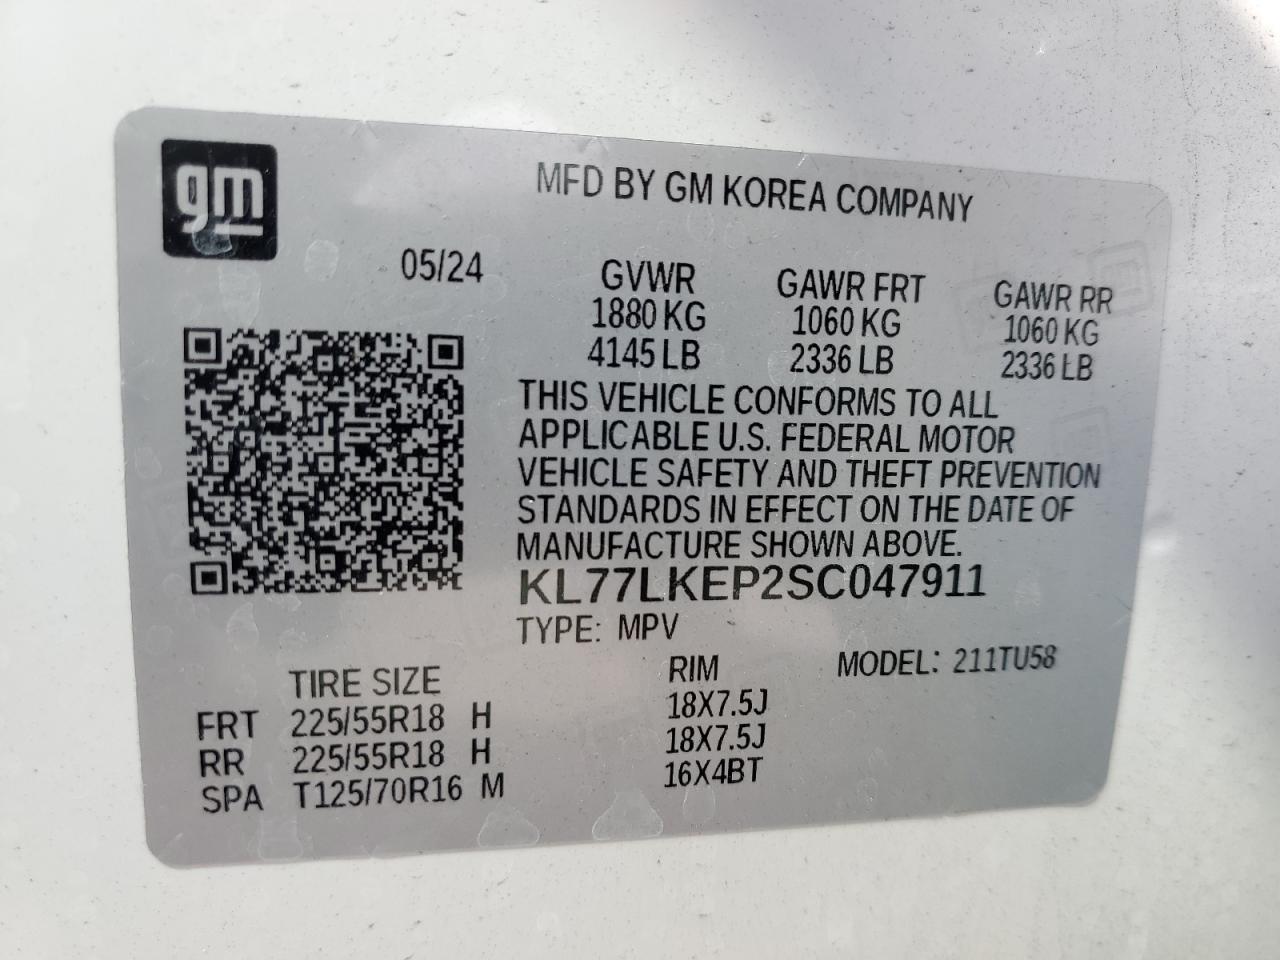 gm
MFD BY GM KOREA COMPANY
05/24
GVWR GAWR FRT GAWR RR
1880 KG 1060 KG 1060 KG
4145 LB 2336 LB 2336 LB
THIS VEHICLE CONFORMS TO ALL
APPLICABLE U.S. FEDERAL MOTOR
VEHICLE SAFETY AND THEFT PREVENTION
STANDARDS IN EFFECT ON THE DATE OF
MANUFACTURE SHOWN ABOVE.
KL77LKEP2SC047911
TYPE: MPV
MODEL: 211TU58
TIRE SIZE RIM
FRT 225/55R18 H 18X7.5J
RR 225/55R18 H 18X7.5J
SPA T125/70R16 M 16X4BT